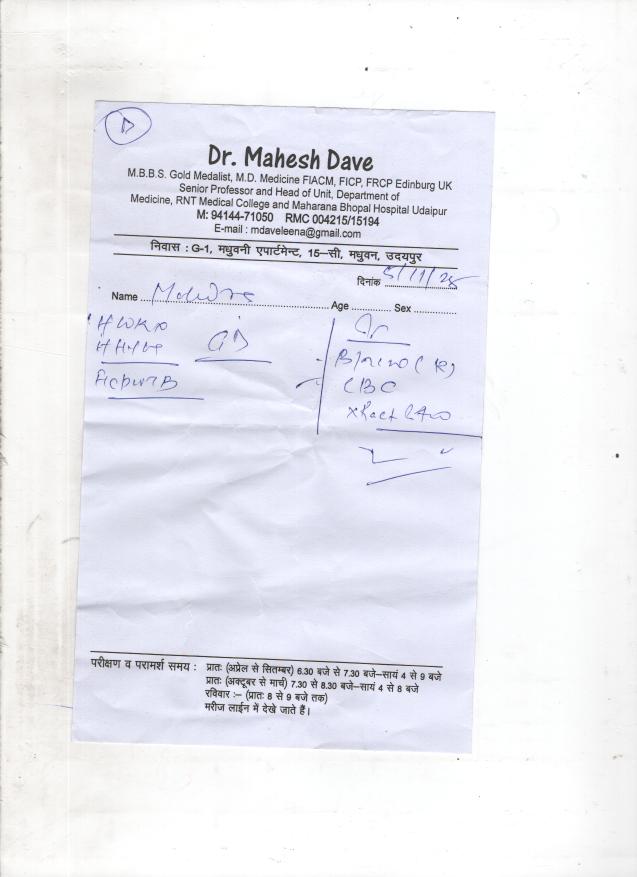 Dr. Mahesh Dave
M.B.B.S. Gold Medalist, M.D. Medicine FIACM, FICP, FRCP Edinburg UK
Senior Professor and Head of Unit, Department of
Medicine, RNT Medical College and Maharana Bhopal Hospital Udaipur
M: 94144-71050 RMC 004215/15194
E-mail : mdaveleena@gmail.com
निवास : G-1, मधुवनी एपार्टमेन्ट, 15–सी, मधुवन, उदयपुर
दिनांक
Name Age Sex
CBC
परीक्षण व परामर्श समय : प्रातः (अप्रेल से सितम्बर) 6.30 बजे से 7.30 बजे–सायं 4 से 9 बजे
प्रातः (अक्टूबर से मार्च) 7.30 से 8.30 बजे–सायं 4 से 8 बजे
रविवार :– (प्रातः 8 से 9 बजे तक)
मरीज लाईन में देखे जाते हैं।